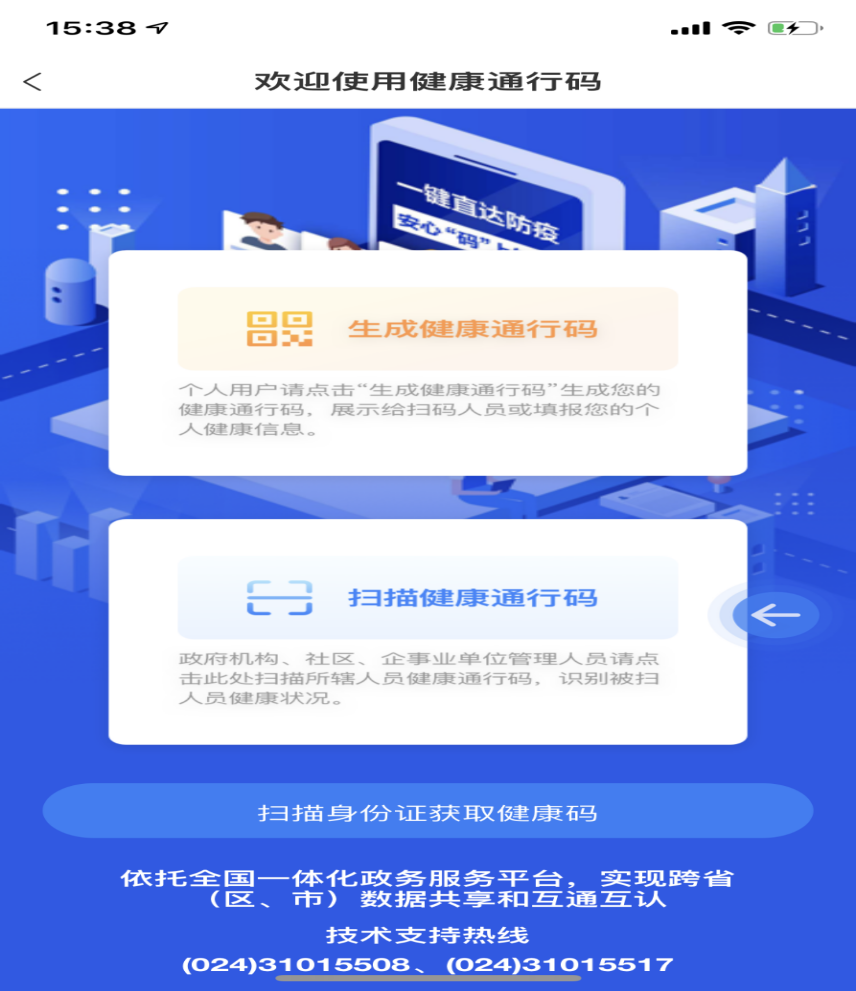 15:38
欢迎使用健康通行码
一键直达防疫
安心“码”上
生成健康通行码
个人用户请点击“生成健康通行码”生成您的
健康通行码，展示给扫码人员或填报您的个
人健康信息。
扫描健康通行码
政府机构、社区、企事业单位管理人员请点
击此处扫描所辖人员健康通行码，识别被扫
人员健康状况。
扫描身份证获取健康码
依托全国一体化政务服务平台，实现跨省
（区、市）数据共享和互通互认
技术支持热线
(024)31015508、(024)31015517